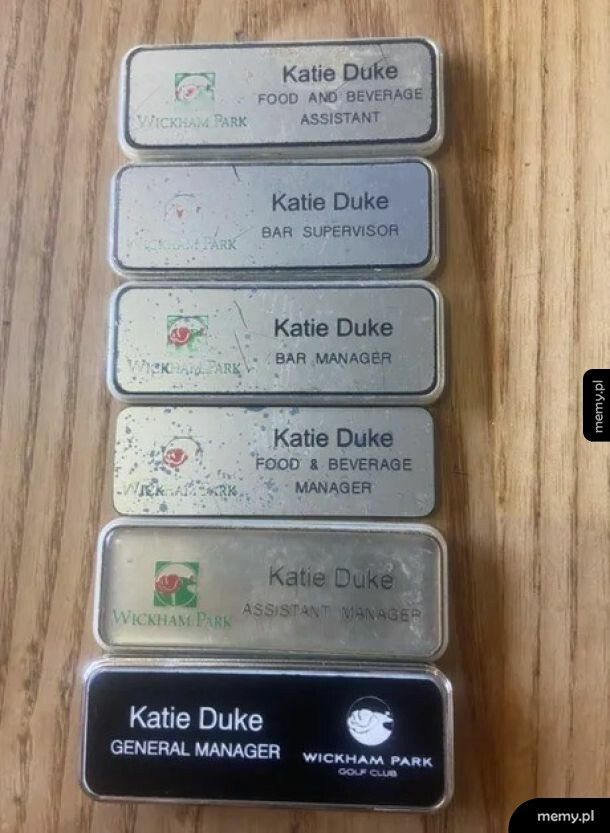 Katie Duke
FOOD AND BEVERAGE
ASSISTANT
WICKHAM PARK
Katie Duke
BAR SUPERVISOR
WICKHAM PARK
Katie Duke
BAR MANAGER
WICKHAM PARK
Katie Duke
FOOD & BEVERAGE
MANAGER
WICKHAM PARK
Katie Duke
ASSISTANT MANAGER
WICKHAM PARK
Katie Duke
GENERAL MANAGER
WICKHAM PARK
GOLF CLUB
memy.pl
memy.pl